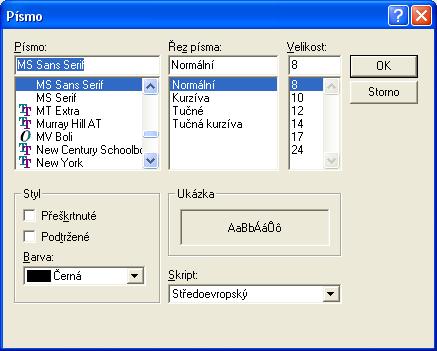 Písmo
Písmo:
Řez písma:
Velikost:
MS Sans Serif
Normální
8
OK
Storno
MS Sans Serif
MS Serif
MT Extra
Murray Hill AT
MV Boli
New Century Schoolbo
New York
Normální
Kurzíva
Tučné
Tučná kurzíva
8
10
12
14
17
24
Styl
Přeškrtnuté
Podtržené
Barva:
Černá
Ukázka
AaBbÁáÔô
Skript:
Středoevropský